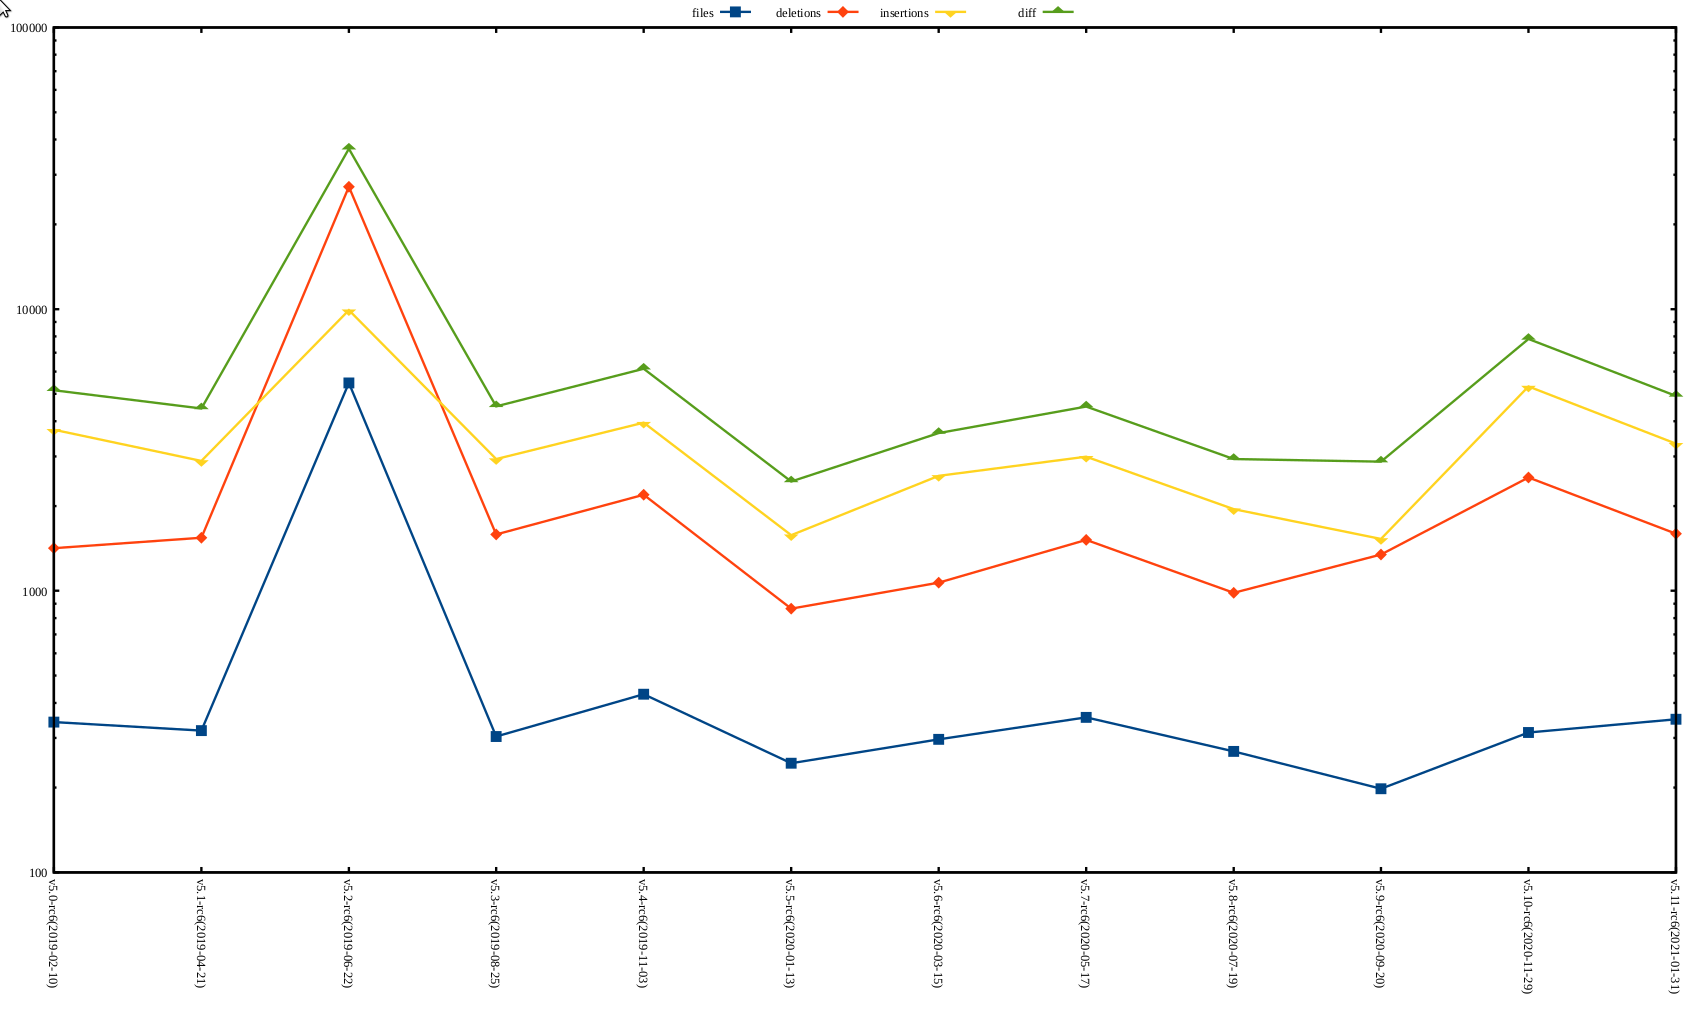 files deletions insertions diff
100000
10000
1000
100
v5.0-rc6(2019-02-10)
v5.1-rc6(2019-04-21)
v5.2-rc6(2019-06-22)
v5.3-rc6(2019-08-25)
v5.4-rc6(2019-11-03)
v5.5-rc6(2020-01-13)
v5.6-rc6(2020-03-15)
v5.7-rc6(2020-05-17)
v5.8-rc6(2020-07-19)
v5.9-rc6(2020-09-20)
v5.10-rc6(2020-11-29)
v5.11-rc6(2021-01-31)